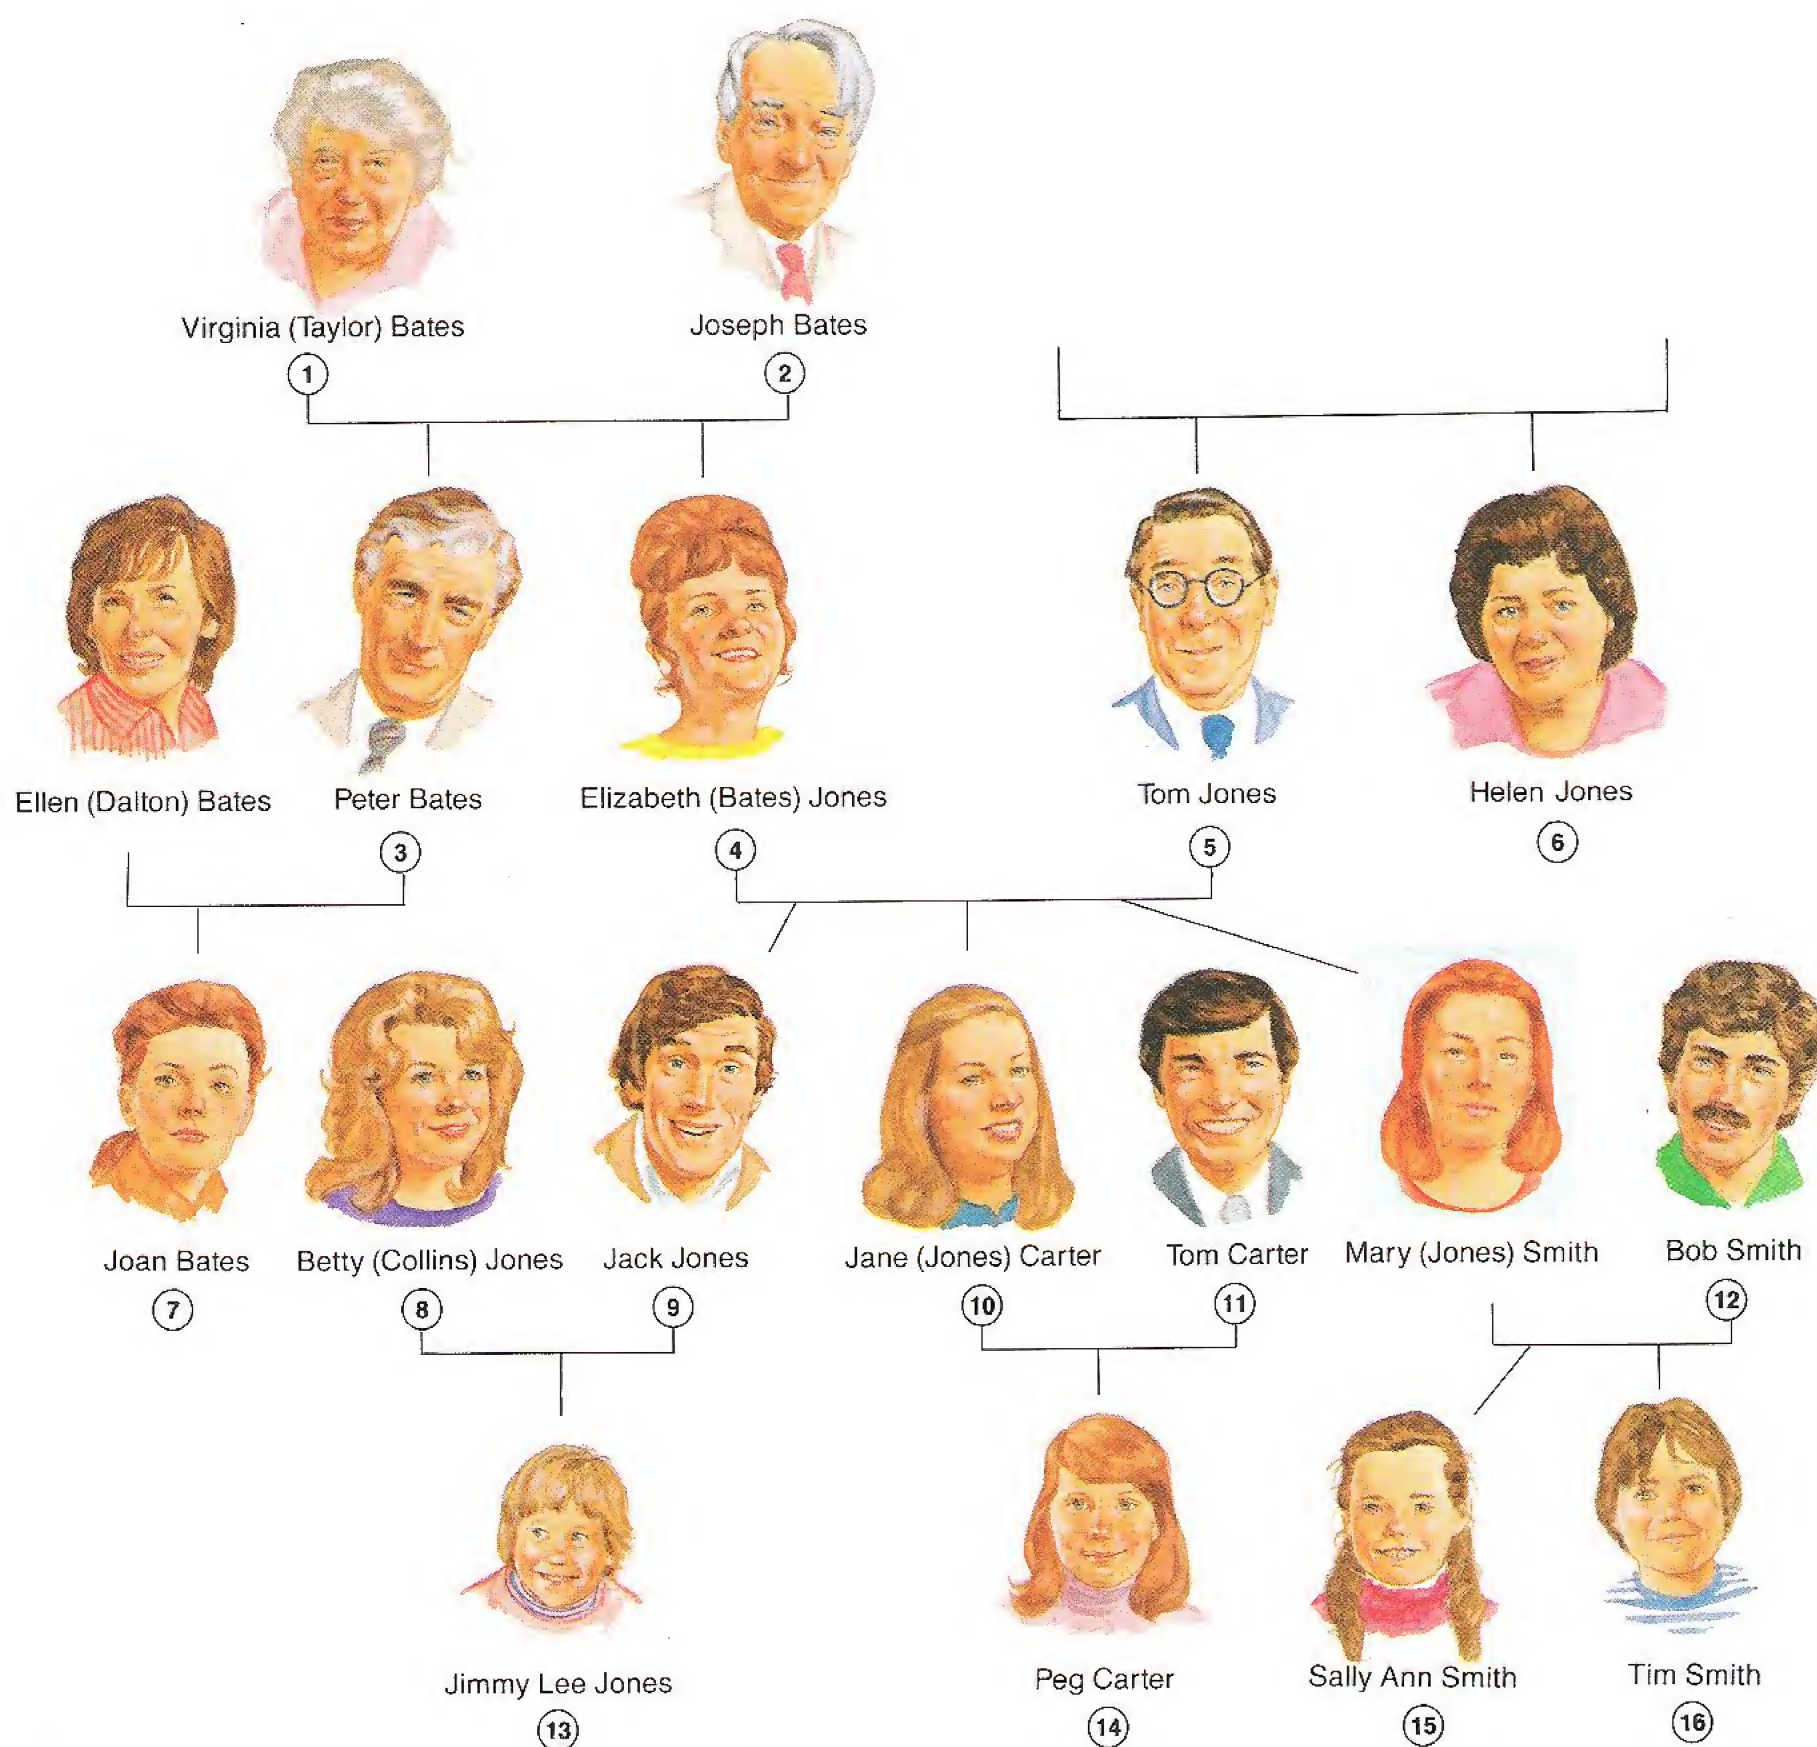 Virginia (Taylor) Bates
Joseph Bates
1
2
Ellen (Dalton) Bates
Peter Bates
Elizabeth (Bates) Jones
Tom Jones
Helen Jones
3
4
5
6
Joan Bates
Betty (Collins) Jones
Jack Jones
Jane (Jones) Carter
Tom Carter
Mary (Jones) Smith
Bob Smith
7
8
9
10
11
12
Jimmy Lee Jones
Peg Carter
Sally Ann Smith
Tim Smith
13
14
15
16